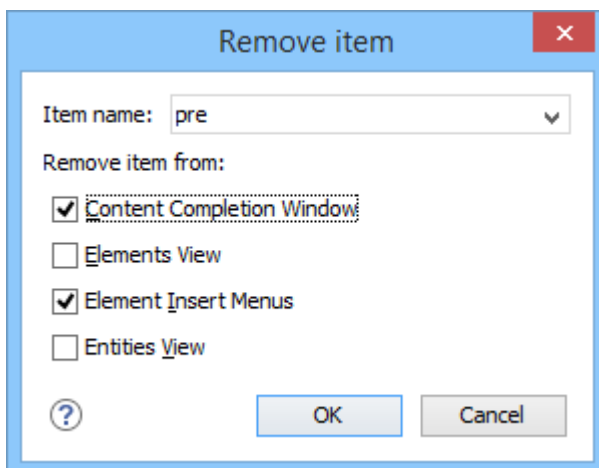 Remove item
Item name: pre
Remove item from:
Content Completion Window
Elements View
Element Insert Menus
Entities View
? OK Cancel